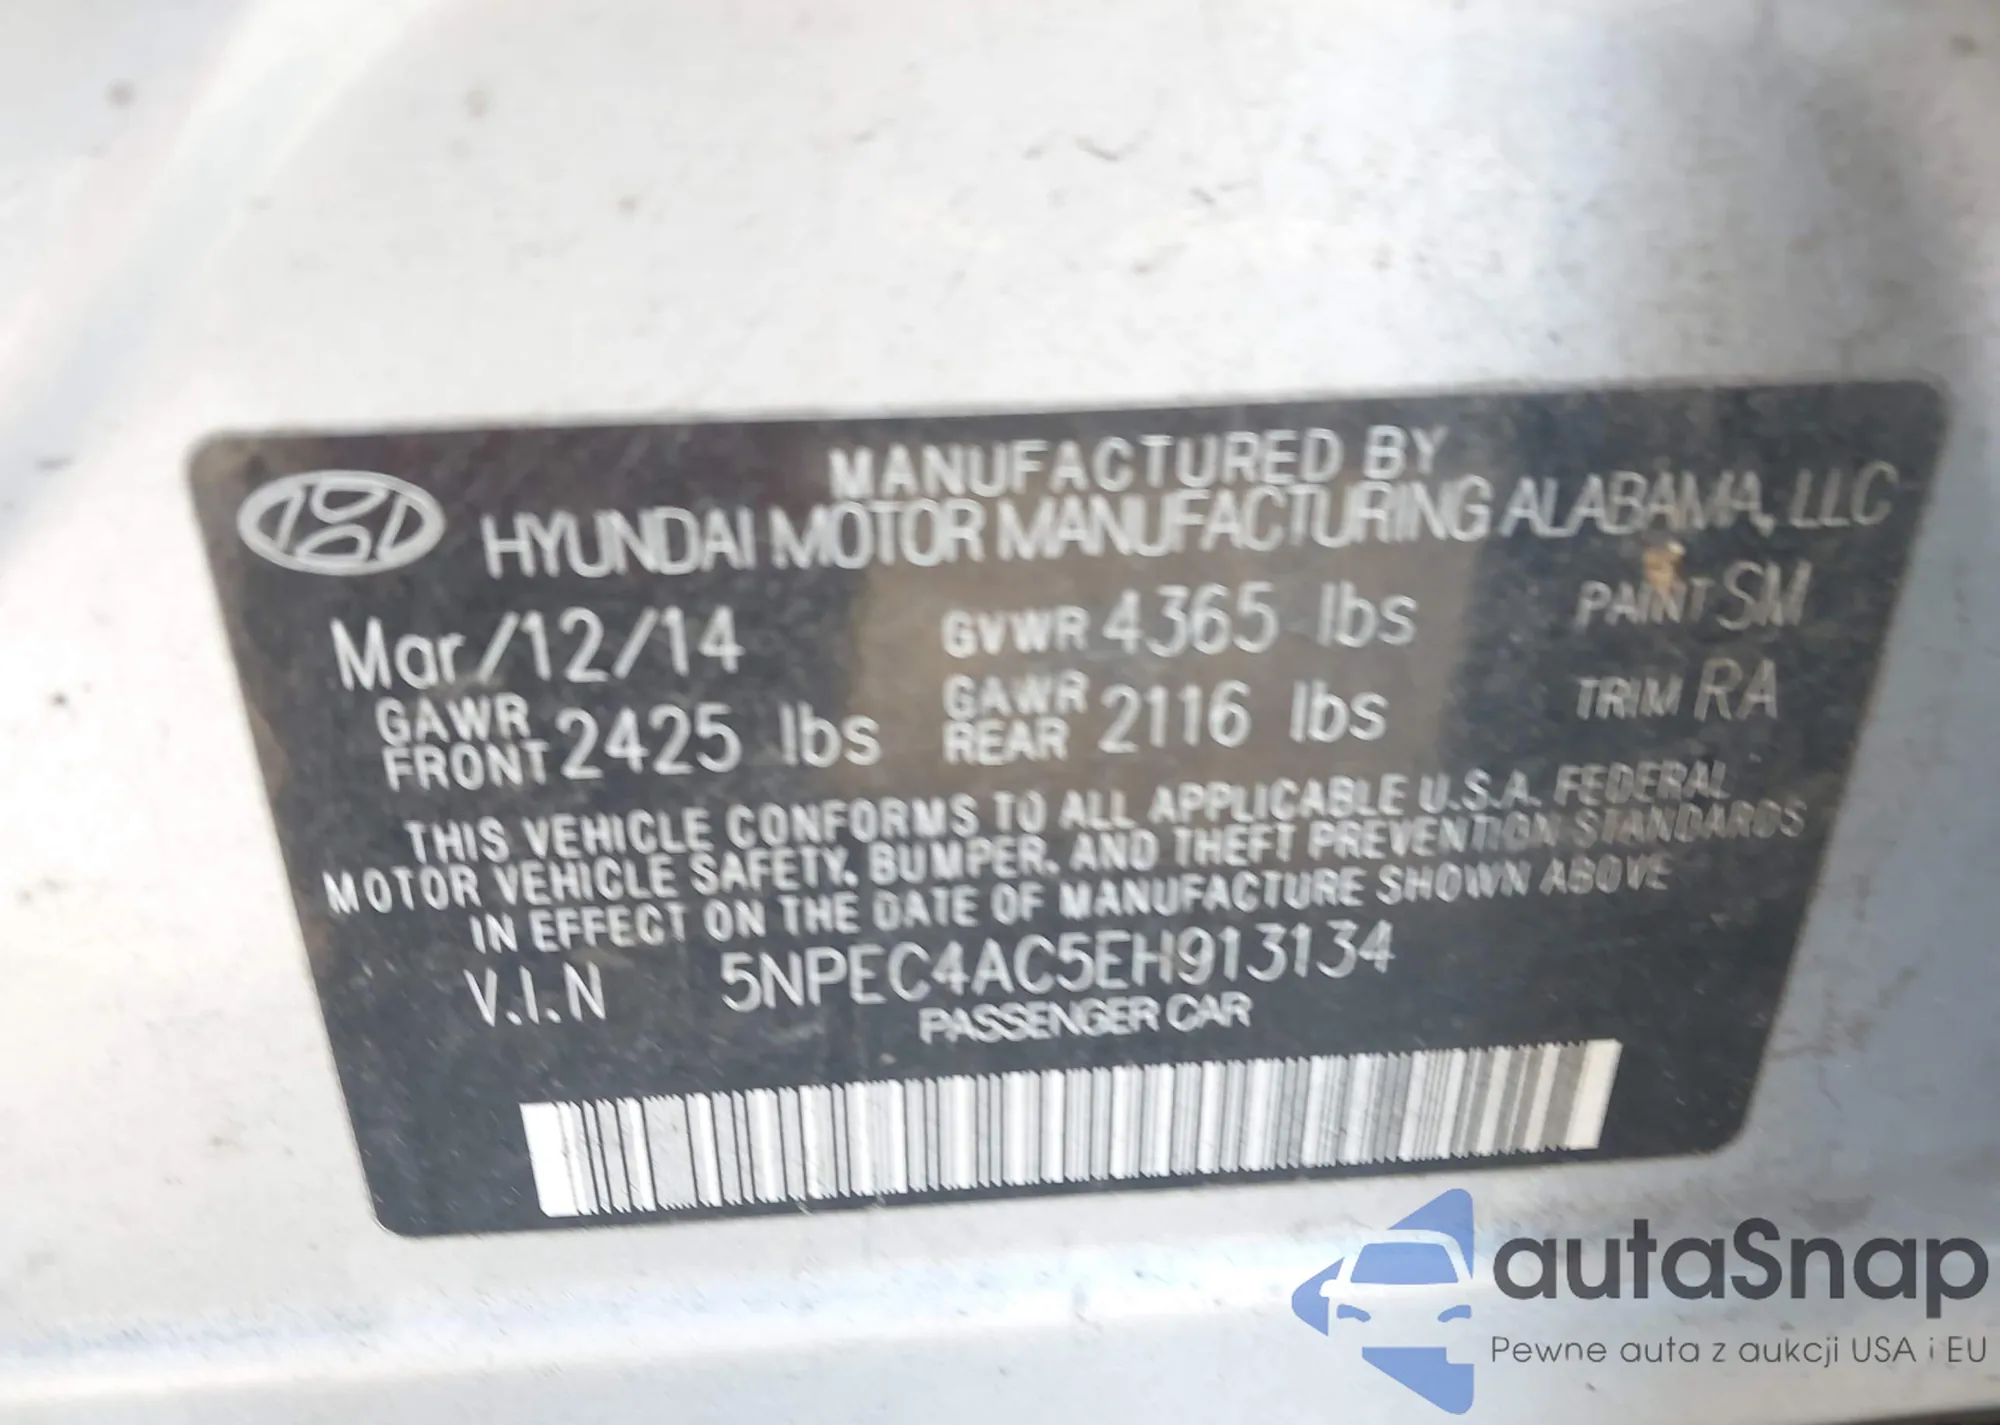 MANUFACTURED BY
HYUNDAI MOTOR MANUFACTURING ALABAMA, LLC
Mar/12/14 GVWR 4365 lbs PAINT SM
GAWR FRONT 2425 lbs GAWR REAR 2116 lbs TRIM RA
THIS VEHICLE CONFORMS TO ALL APPLICABLE U.S.A. FEDERAL
MOTOR VEHICLE SAFETY, BUMPER, AND THEFT PREVENTION STANDARDS
IN EFFECT ON THE DATE OF MANUFACTURE SHOWN ABOVE
V.I.N 5NPEC4AC5EH913134
PASSENGER CAR
autaSnap
Pewne auta z aukcji USA i EU